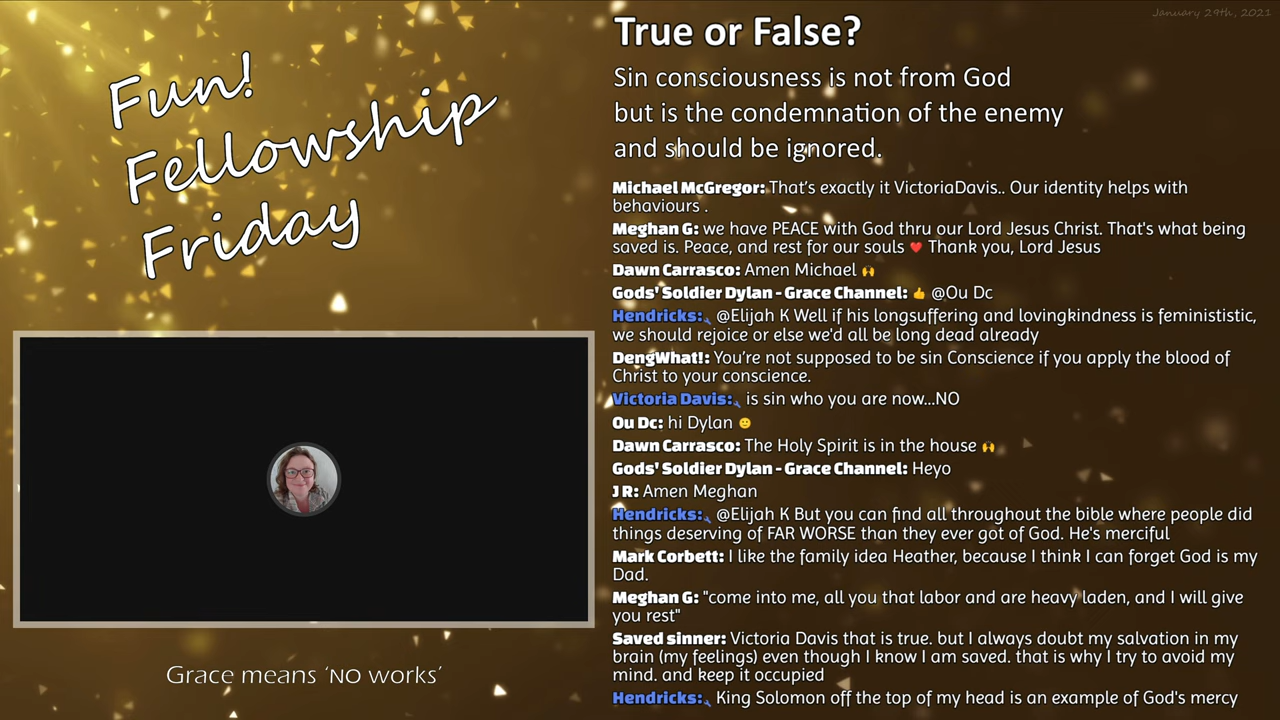 January 29th, 2021
Fun!
Fellowship
Friday
True or False?
Sin consciousness is not from God
but is the condemnation of the enemy
and should be ignored.
Michael McGregor: That's exactly it VictoriaDavis.. Our identity helps with
behaviours .
Meghan G: we have PEACE with God thru our Lord Jesus Christ. That's what being
saved is. Peace, and rest for our souls ❤️ Thank you, Lord Jesus
Dawn Carrasco: Amen Michael 🙌
Gods' Soldier Dylan - Grace Channel: 👍 @Ou Dc
Hendricks: @Elijah K Well if his longsuffering and lovingkindness is feminististic,
we should rejoice or else we'd all be long dead already
DengWhat!: You're not supposed to be sin Conscience if you apply the blood of
Christ to your conscience.
Victoria Davis: is sin who you are now...NO
Ou Dc: hi Dylan 🙂
Dawn Carrasco: The Holy Spirit is in the house 🙌
Gods' Soldier Dylan - Grace Channel: Heyo
J R: Amen Meghan
Hendricks: @Elijah K But you can find all throughout the bible where people did
things deserving of FAR WORSE than they ever got of God. He's merciful
Mark Corbett: I like the family idea Heather, because I think I can forget God is my
Dad.
Meghan G: "come into me, all you that labor and are heavy laden, and I will give
you rest"
Saved sinner: Victoria Davis that is true. but I always doubt my salvation in my
brain (my feelings) even though I know I am saved. that is why I try to avoid my
mind. and keep it occupied
Hendricks: King Solomon off the top of my head is an example of God's mercy
Grace means 'NO works'